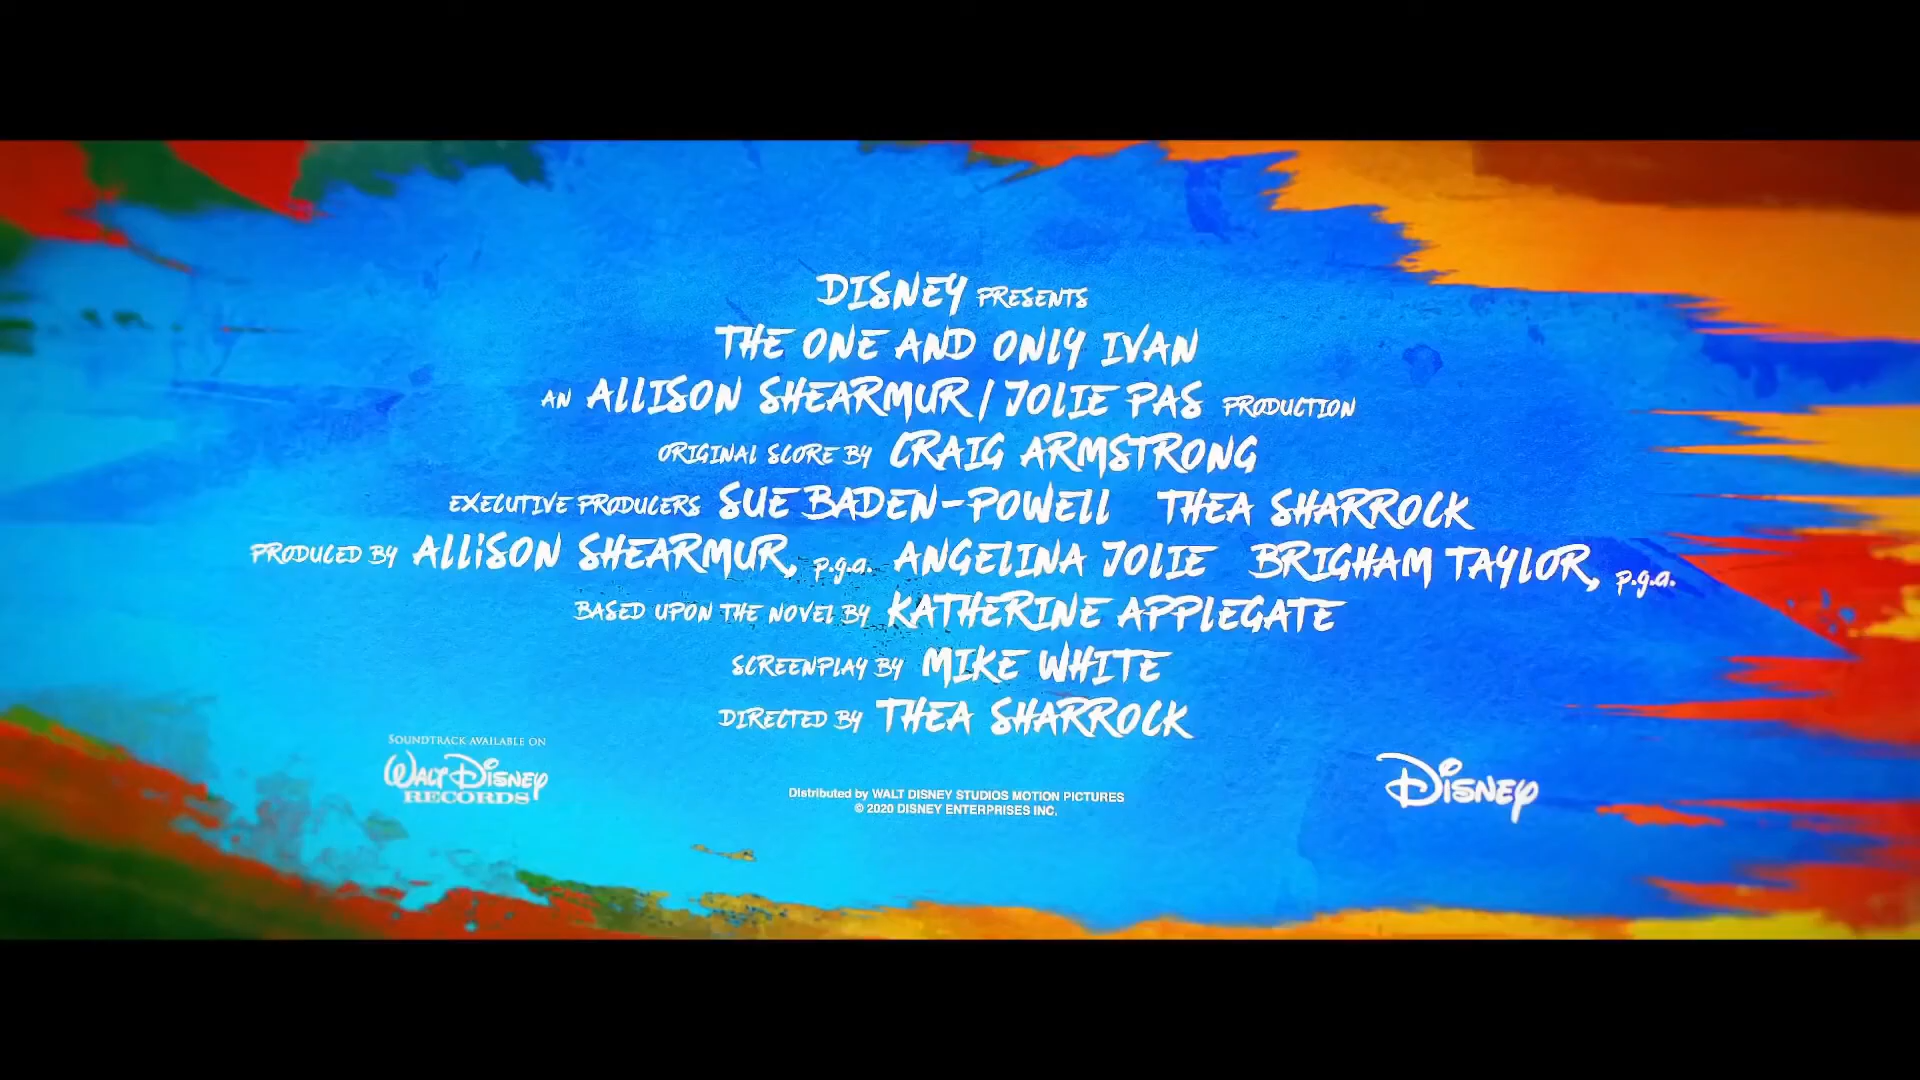 DISNEY PRESENTS
THE ONE AND ONLY IVAN
AN ALLISON SHEARMUR / JOLIE PAS PRODUCTION
ORIGINAL SCORE BY CRAIG ARMSTRONG
EXECUTIVE PRODUCERS SUE BADEN-POWELL THEA SHARROCK
PRODUCED BY ALLiSON SHEARMUR, p.g.a. ANGELINA JOLIE BRIGHAM TAYLOR, p.g.a.
BASED UPON THE NOVEL BY KATHERINE APPLEGATE
SCREENPLAY BY MIKE WHITE
DIRECTED BY THEA SHARROCK
SOUNDTRACK AVAILABLE ON
WALT DISNEY
RECORDS
Distributed by WALT DISNEY STUDIOS MOTION PICTURES
© 2020 DISNEY ENTERPRISES INC.
DISNEY